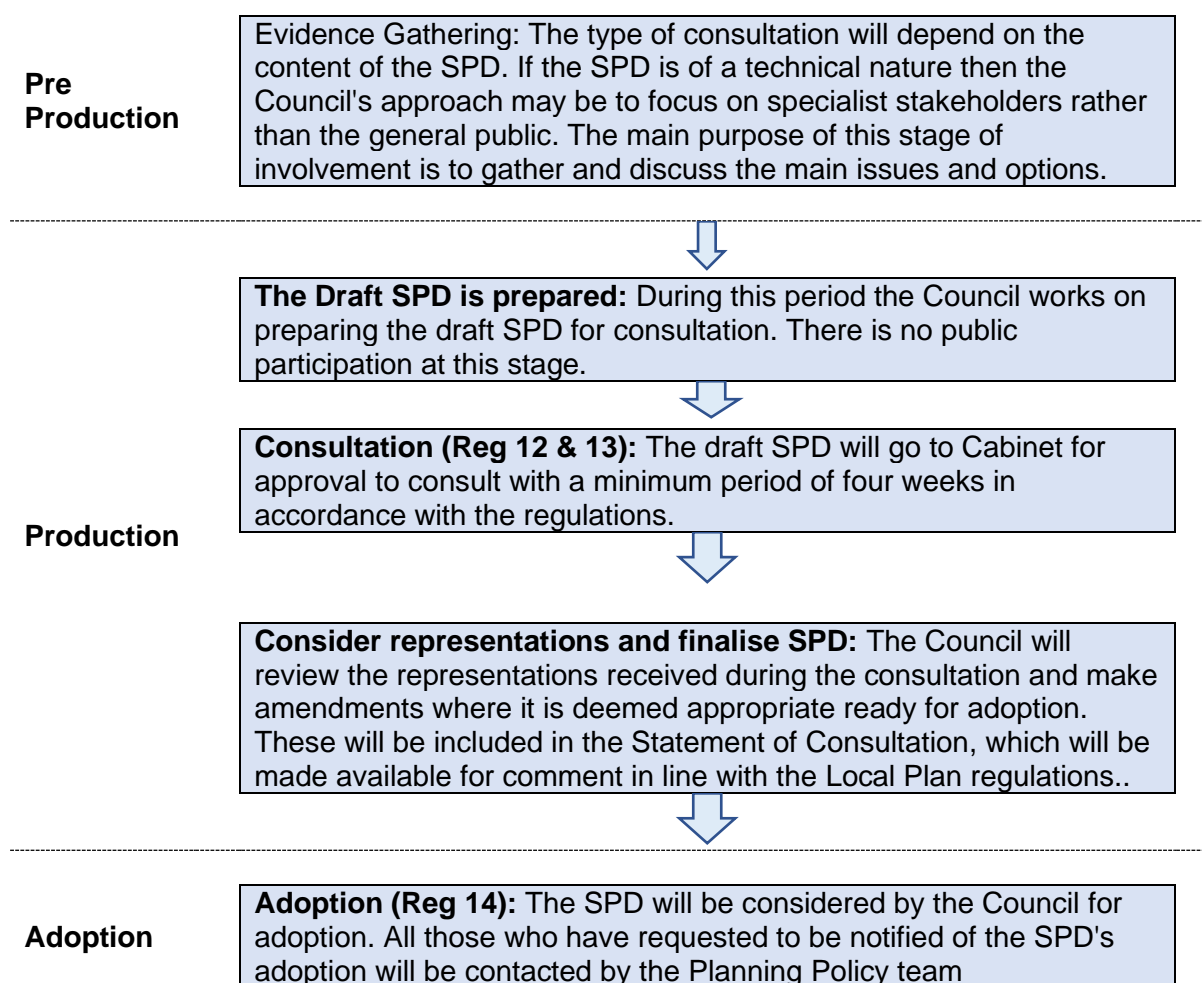 Pre
Production
Evidence Gathering: The type of consultation will depend on the
content of the SPD. If the SPD is of a technical nature then the
Council's approach may be to focus on specialist stakeholders rather
than the general public. The main purpose of this stage of
involvement is to gather and discuss the main issues and options.
The Draft SPD is prepared: During this period the Council works on
preparing the draft SPD for consultation. There is no public
participation at this stage.
Production
Consultation (Reg 12 & 13): The draft SPD will go to Cabinet for
approval to consult with a minimum period of four weeks in
accordance with the regulations.
Consider representations and finalise SPD: The Council will
review the representations received during the consultation and make
amendments where it is deemed appropriate ready for adoption.
These will be included in the Statement of Consultation, which will be
made available for comment in line with the Local Plan regulations..
Adoption
Adoption (Reg 14): The SPD will be considered by the Council for
adoption. All those who have requested to be notified of the SPD's
adoption will be contacted by the Planning Policy team